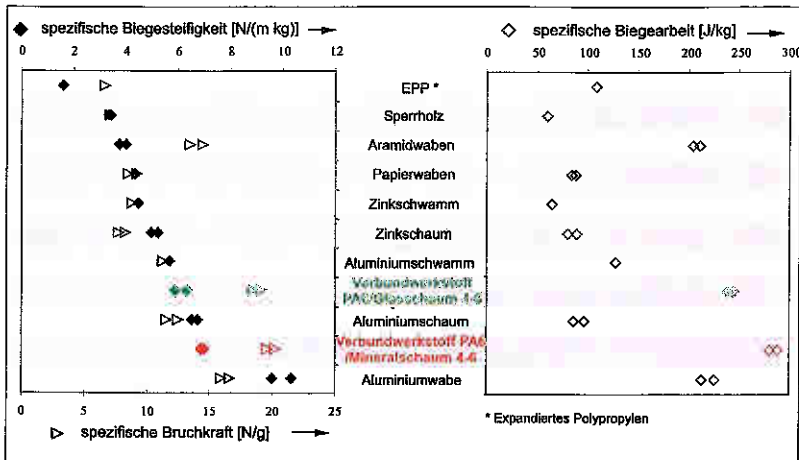 spezifische Biegesteifigkeit [N/(m kg)]
0 2 4 6 8 10 12
spezifische Biegearbeit [J/kg]
0 50 100 150 200 250 300
EPP *
Sperrholz
Aramidwaben
Papierwaben
Zinkschwamm
Zinkschaum
Aluminiumschwamm
Verbundwerkstoff
PA6/Glasschaum 4-6
Aluminiumschaum
Verbundwerkstoff PA6
/Mineralschaum 4-6
Aluminiumwabe
0 5 10 15 20 25
spezifische Bruchkraft [N/g]
* Expandiertes Polypropylen